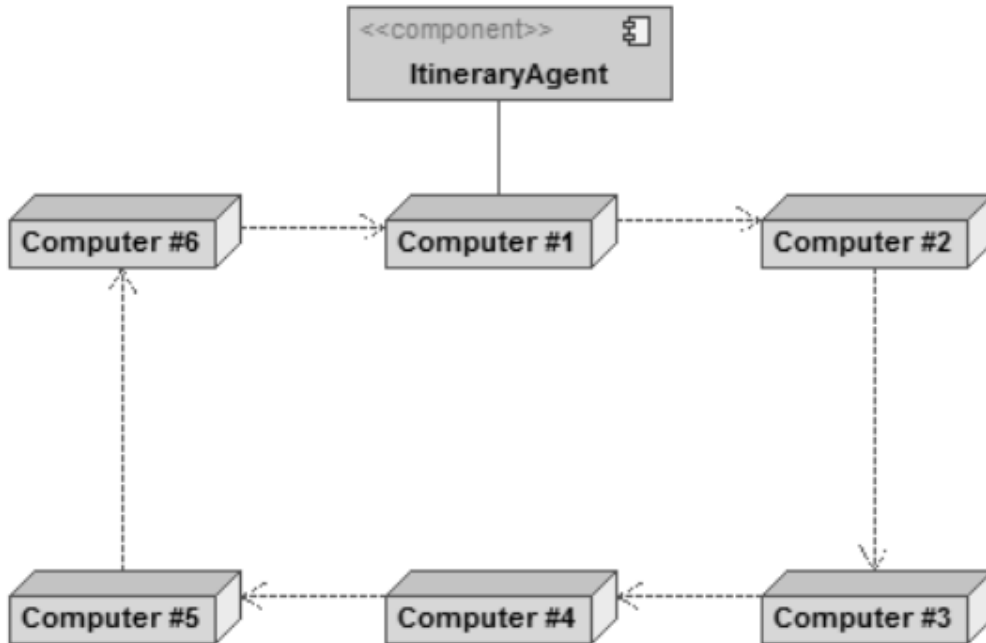 <<component>>
ItineraryAgent
Computer #6
Computer #1
Computer #2
Computer #5
Computer #4
Computer #3